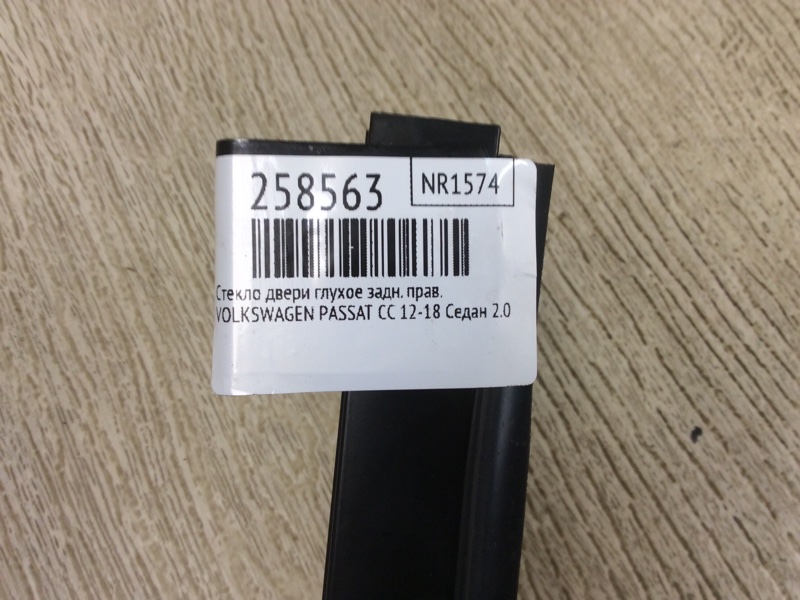 258563 NR1574
Стекло двери глухое задн. прав.
VOLKSWAGEN PASSAT CC 12-18 Седан 2.0